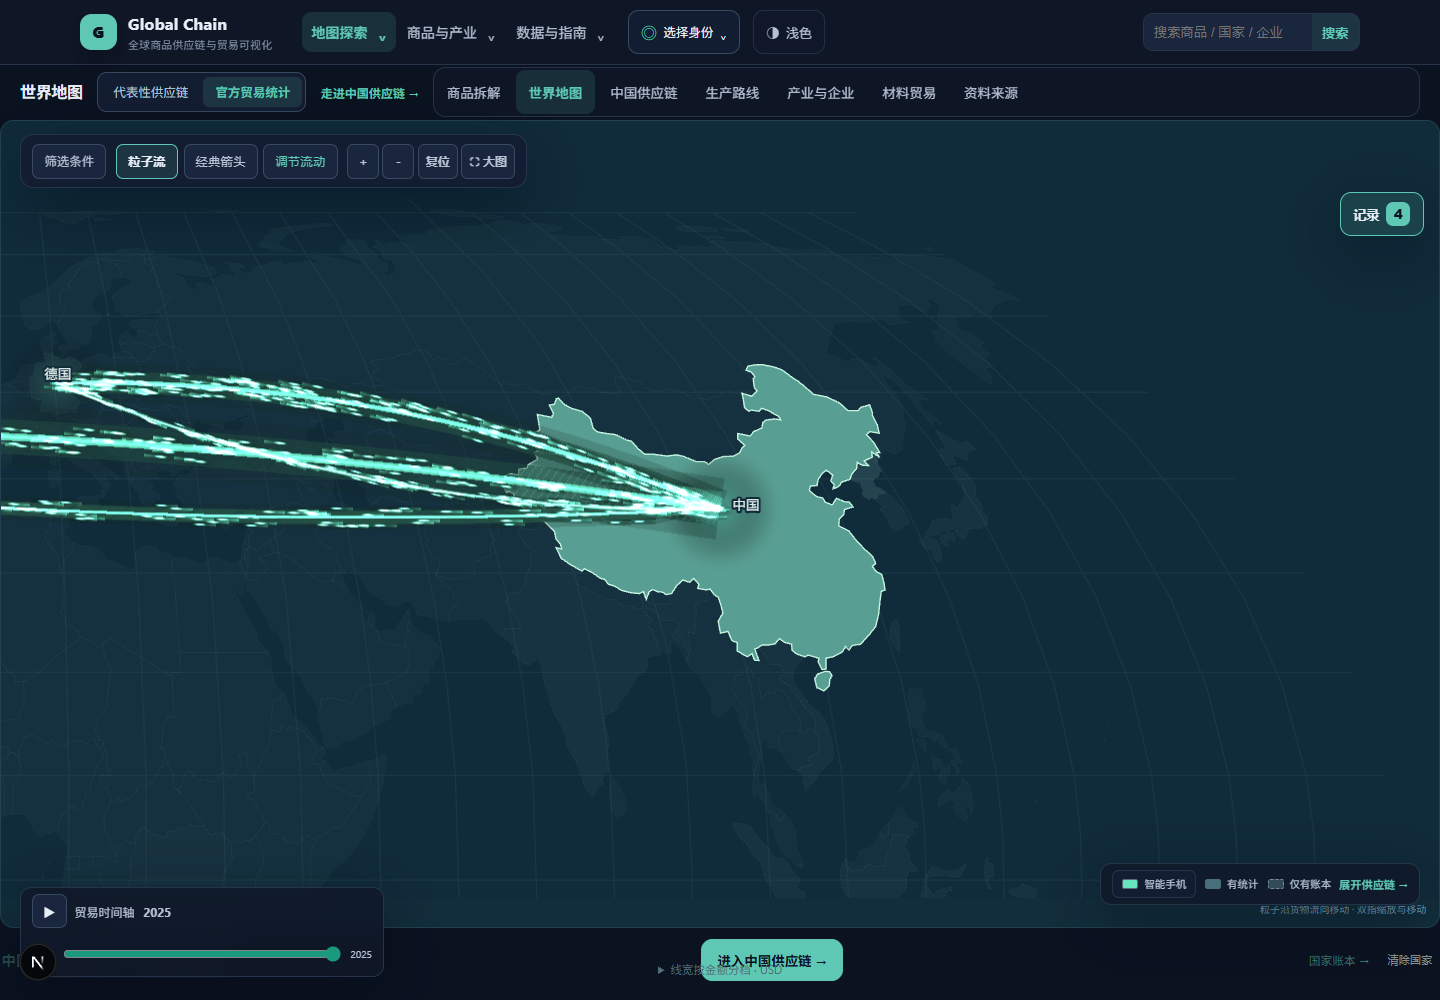 G
Global Chain
全球商品供应链与贸易可视化
地图探索
商品与产业
数据与指南
◎ 选择身份
浅色
搜索商品 / 国家 / 企业
搜索
世界地图
代表性供应链
官方贸易统计
走进中国供应链 →
商品拆解
世界地图
中国供应链
生产路线
产业与企业
材料贸易
资料来源
筛选条件
粒子流
经典箭头
调节流动
+
-
复位
大图
记录 4
德国
中国
智能手机
有统计
仅有账本
展开供应链 →
粒子沿货物流向移动 · 双指缩放与移动
▶ 贸易时间轴 2025
2025
N
进入中国供应链 →
▶ 线宽按金额分档 · USD
国家账本 →
清除国家